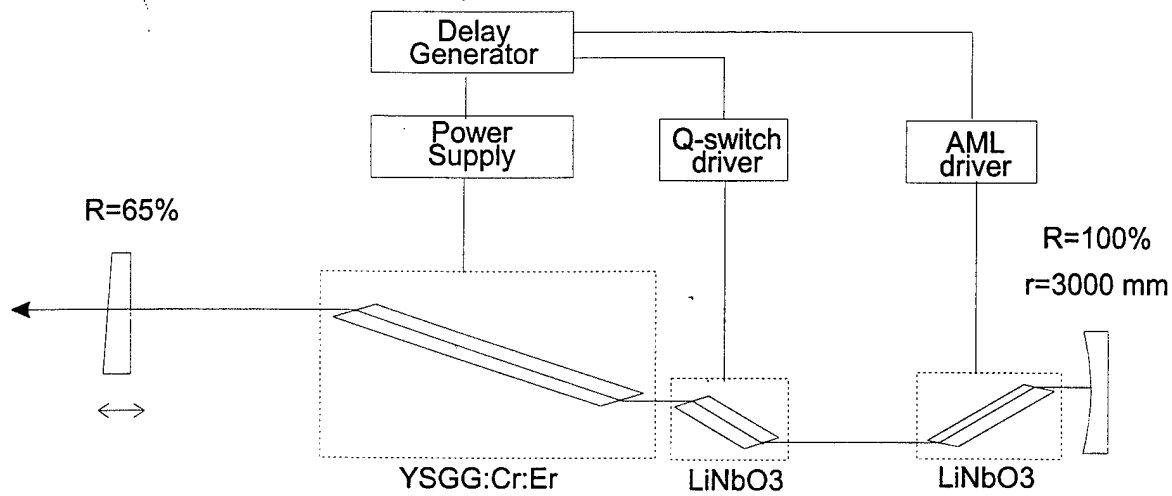 Delay
Generator
Power
Supply
Q-switch
driver
AML
driver
R=65%
R=100%
r=3000 mm
YSGG:Cr:Er
LiNbO3
LiNbO3